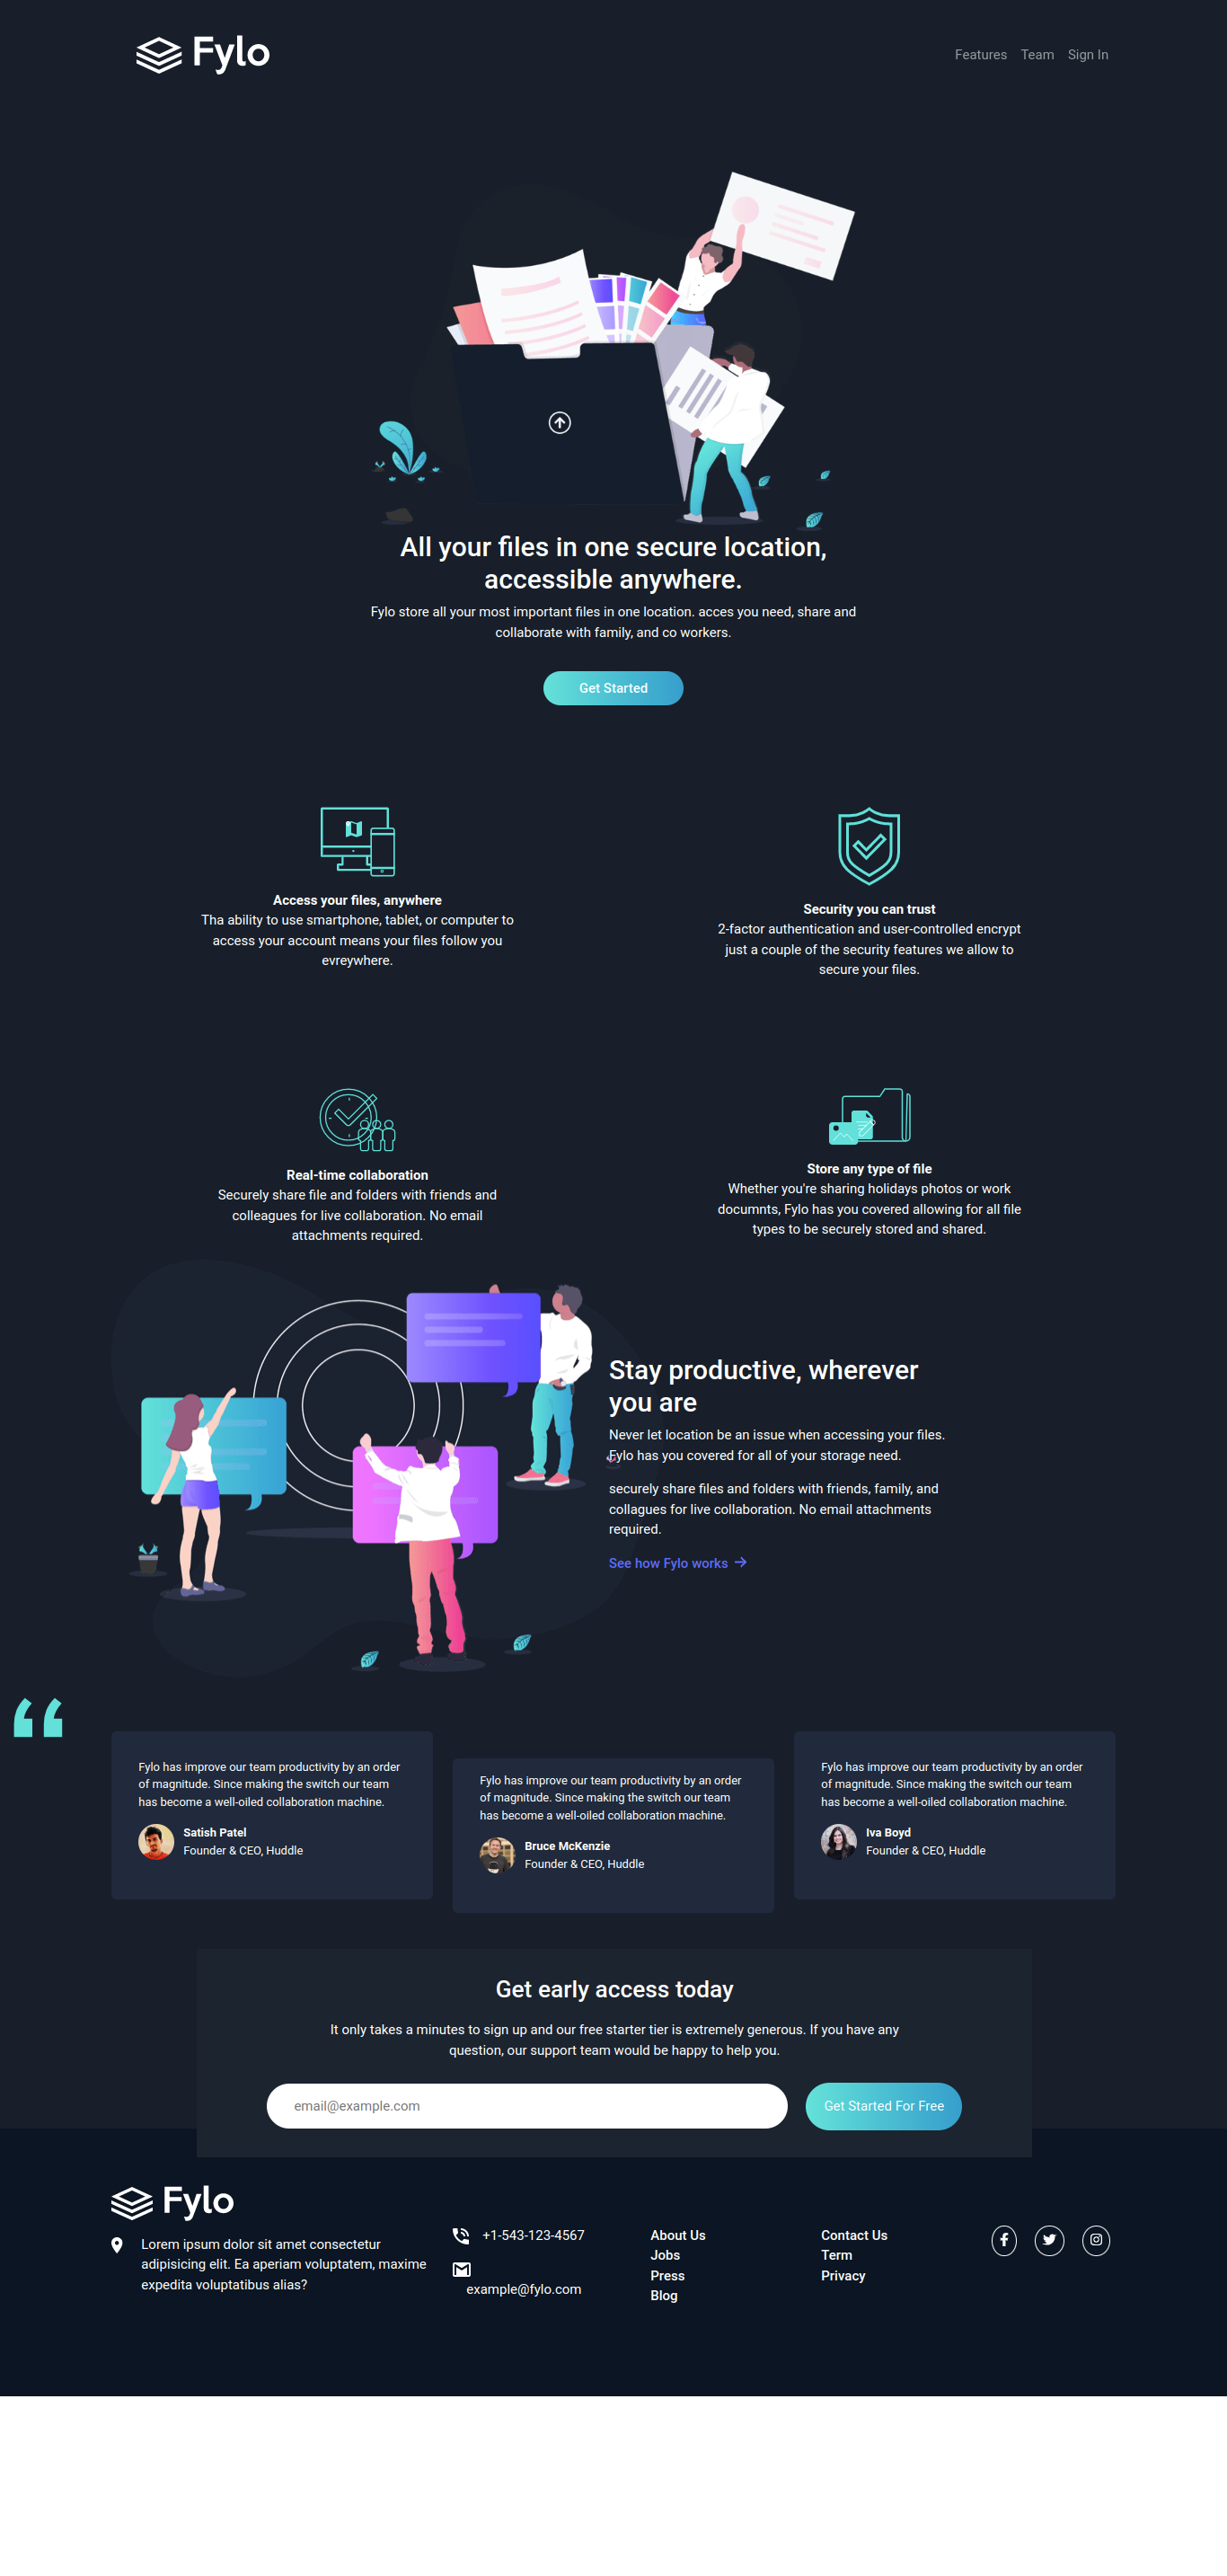 Fylo
Features Team Sign In
All your files in one secure location,
accessible anywhere.
Fylo store all your most important files in one location. acces you need, share and
collaborate with family, and co workers.
Get Started
Access your files, anywhere
Tha ability to use smartphone, tablet, or computer to
access your account means your files follow you
evreywhere.
Security you can trust
2-factor authentication and user-controlled encrypt
just a couple of the security features we allow to
secure your files.
Real-time collaboration
Securely share file and folders with friends and
colleagues for live collaboration. No email
attachments required.
Store any type of file
Whether you're sharing holidays photos or work
documnts, Fylo has you covered allowing for all file
types to be securely stored and shared.
Stay productive, wherever
you are
Never let location be an issue when accessing your files.
Fylo has you covered for all of your storage need.
securely share files and folders with friends, family, and
collagues for live collaboration. No email attachments
required.
See how Fylo works
Fylo has improve our team productivity by an order
of magnitude. Since making the switch our team
has become a well-oiled collaboration machine.
Satish Patel
Founder & CEO, Huddle
Fylo has improve our team productivity by an order
of magnitude. Since making the switch our team
has become a well-oiled collaboration machine.
Bruce McKenzie
Founder & CEO, Huddle
Fylo has improve our team productivity by an order
of magnitude. Since making the switch our team
has become a well-oiled collaboration machine.
Iva Boyd
Founder & CEO, Huddle
Get early access today
It only takes a minutes to sign up and our free starter tier is extremely generous. If you have any
question, our support team would be happy to help you.
email@example.com
Get Started For Free
Fylo
Lorem ipsum dolor sit amet consectetur
adipisicing elit. Ea aperiam voluptatem, maxime
expedita voluptatibus alias?
+1-543-123-4567
example@fylo.com
About Us
Jobs
Press
Blog
Contact Us
Term
Privacy